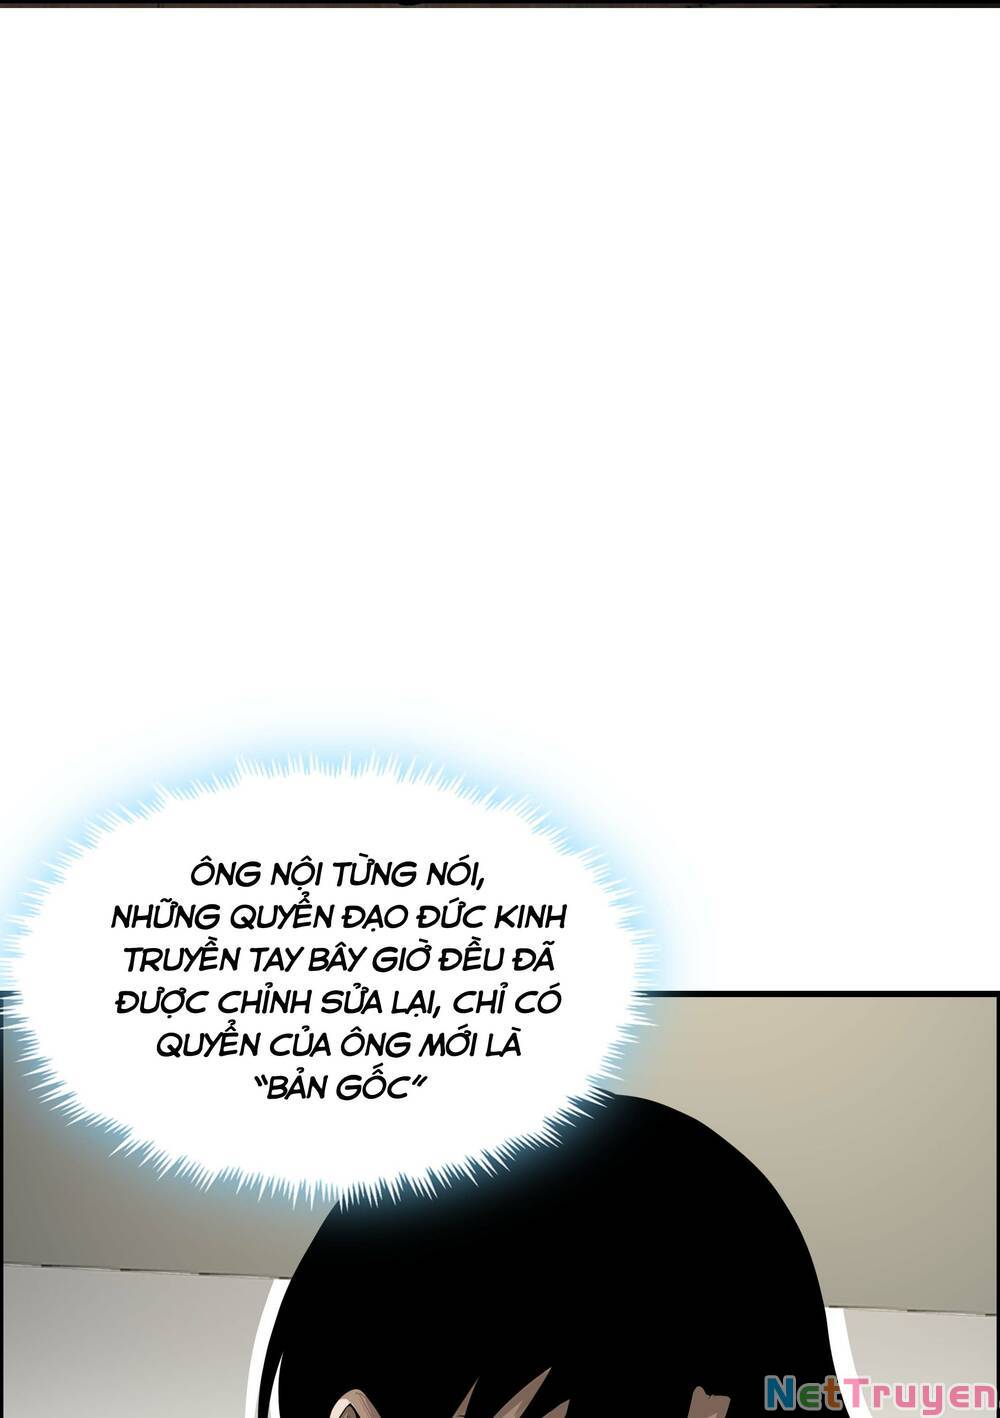 ÔNG NỘI TỪNG NÓI,
NHỮNG QUYỂN ĐẠO ĐỨC KINH
TRUYỀN TAY BÂY GIỜ ĐỀU ĐÃ
ĐƯỢC CHỈNH SỬA LẠI, CHỈ CÓ
QUYỂN CỦA ÔNG MỚI LÀ
“BẢN GỐC”
NetTruyen